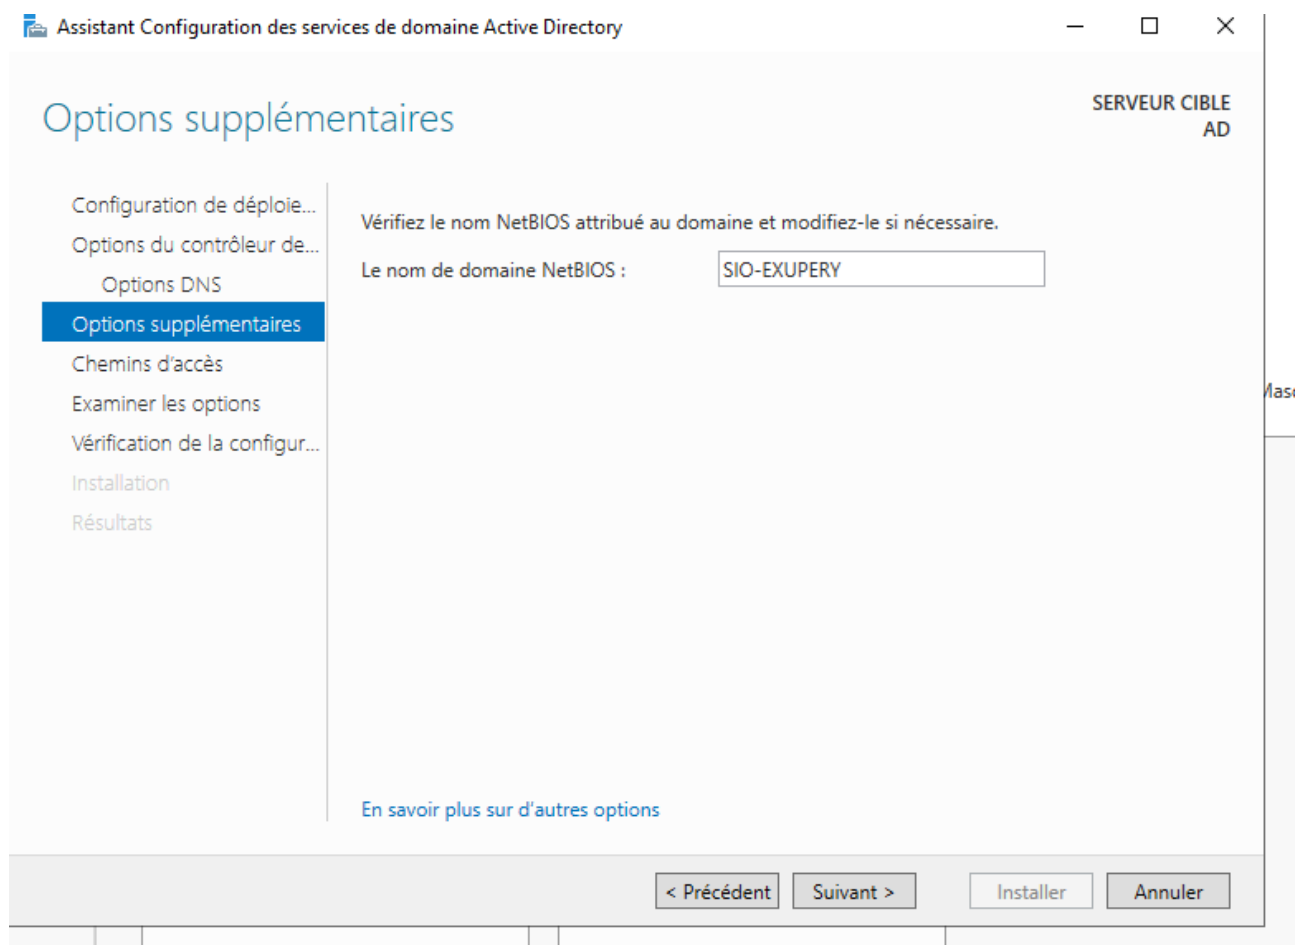 Assistant Configuration des services de domaine Active Directory
Options supplémentaires
SERVEUR CIBLE
AD
Configuration de déploie...
Options du contrôleur de...
Options DNS
Options supplémentaires
Chemins d'accès
Examiner les options
Vérification de la configur...
Installation
Résultats
Vérifiez le nom NetBIOS attribué au domaine et modifiez-le si nécessaire.
Le nom de domaine NetBIOS : SIO-EXUPERY
En savoir plus sur d'autres options
< Précédent Suivant > Installer Annuler